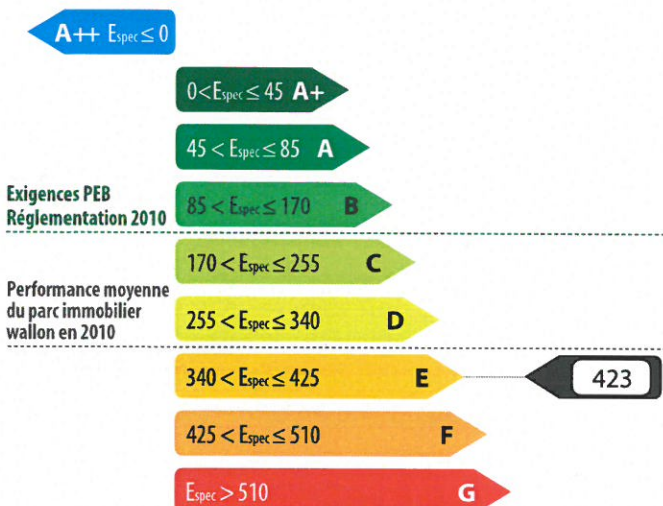 A++ Espec ≤ 0
0<Espec ≤ 45 A+
45 < Espec ≤ 85 A
Exigences PEB
Réglementation 2010
85 < Espec ≤ 170 B
170 < Espec ≤ 255 C
Performance moyenne
du parc immobilier
wallon en 2010
255 < Espec ≤ 340 D
340 < Espec ≤ 425 E
423
425 < Espec ≤ 510 F
Espec > 510 G